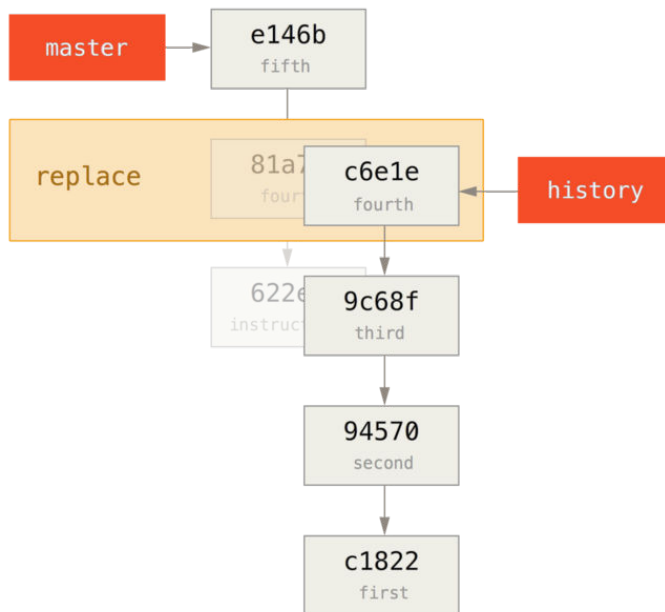 master
e146b
fifth
replace
c6e1e
fourth
history
9c68f
third
94570
second
c1822
first